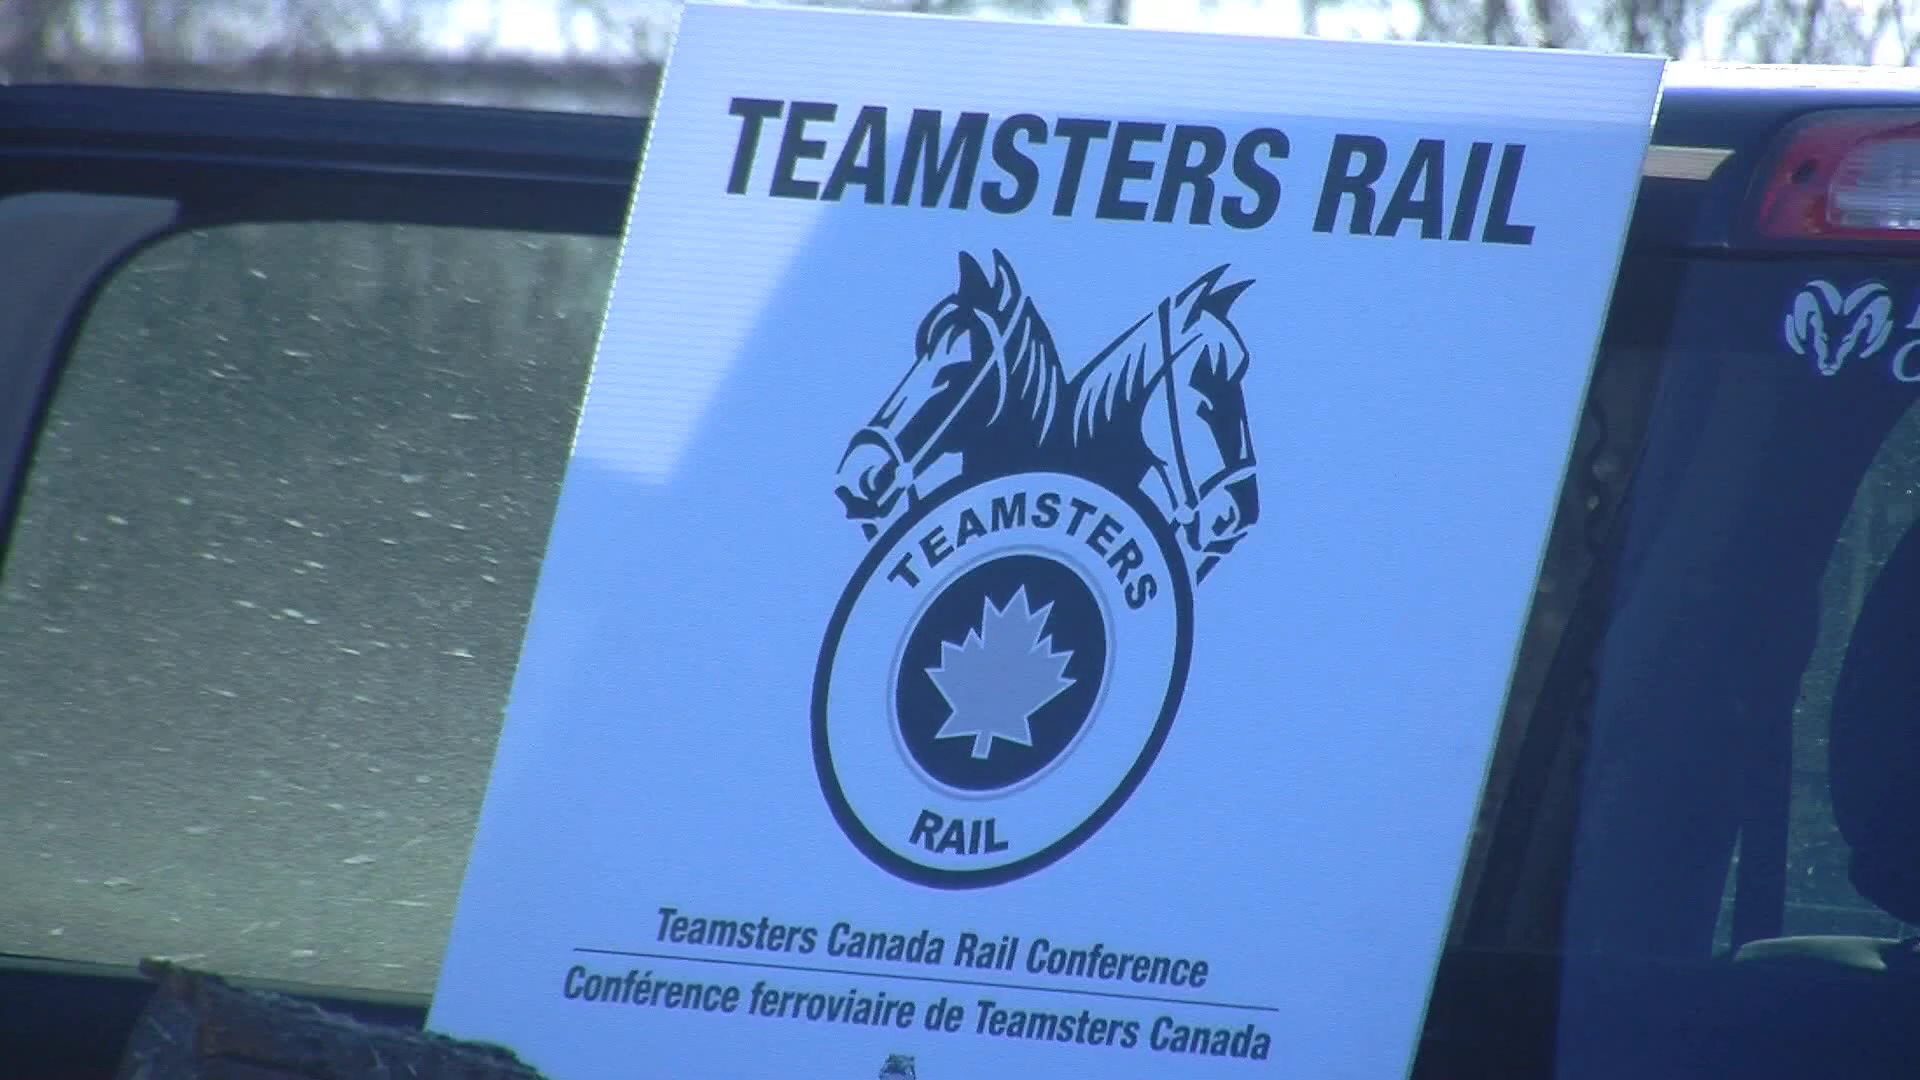 TEAMSTERS RAIL
TEAMSTERS
RAIL
Teamsters Canada Rail Conference
Conférence ferroviaire de Teamsters Canada